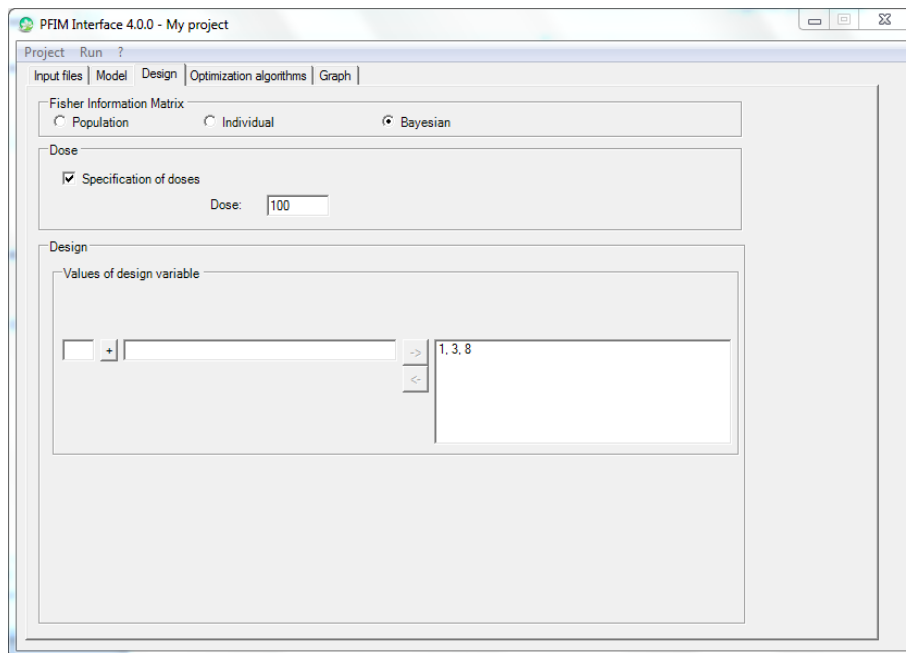 PFIM Interface 4.0.0 - My project
Project Run ?
Input files Model Design Optimization algorithms Graph
Fisher Information Matrix
Population Individual Bayesian
Dose
Specification of doses
Dose: 100
Design
Values of design variable
+ -> 1, 3, 8
<-